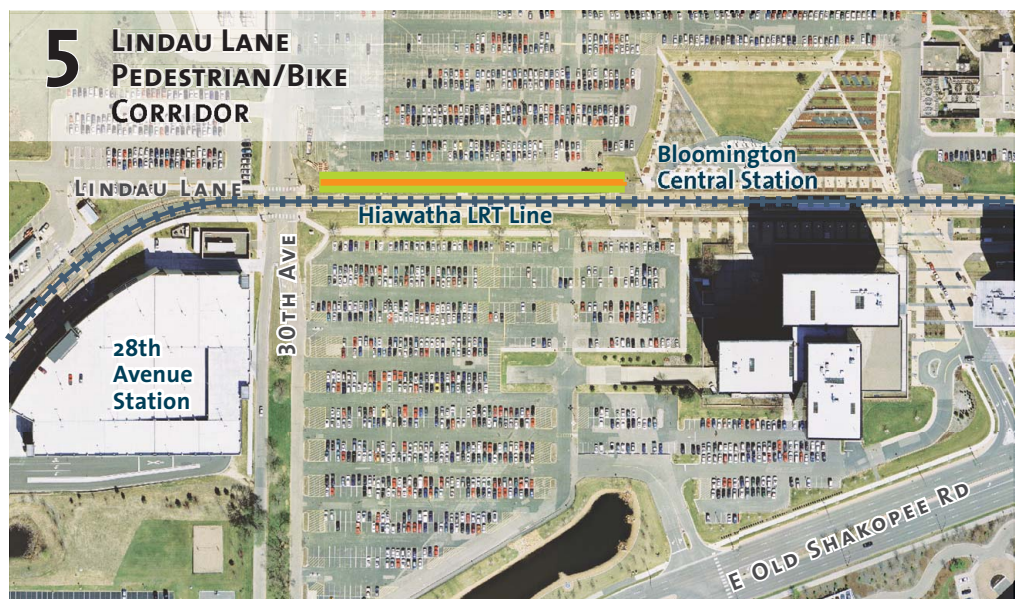 5
LINDAU LANE
PEDESTRIAN/BIKE
CORRIDOR
Bloomington
Central Station
LINDAU LANE
Hiawatha LRT Line
30TH AVE
28th
Avenue
Station
E OLD SHAKOPEE RD